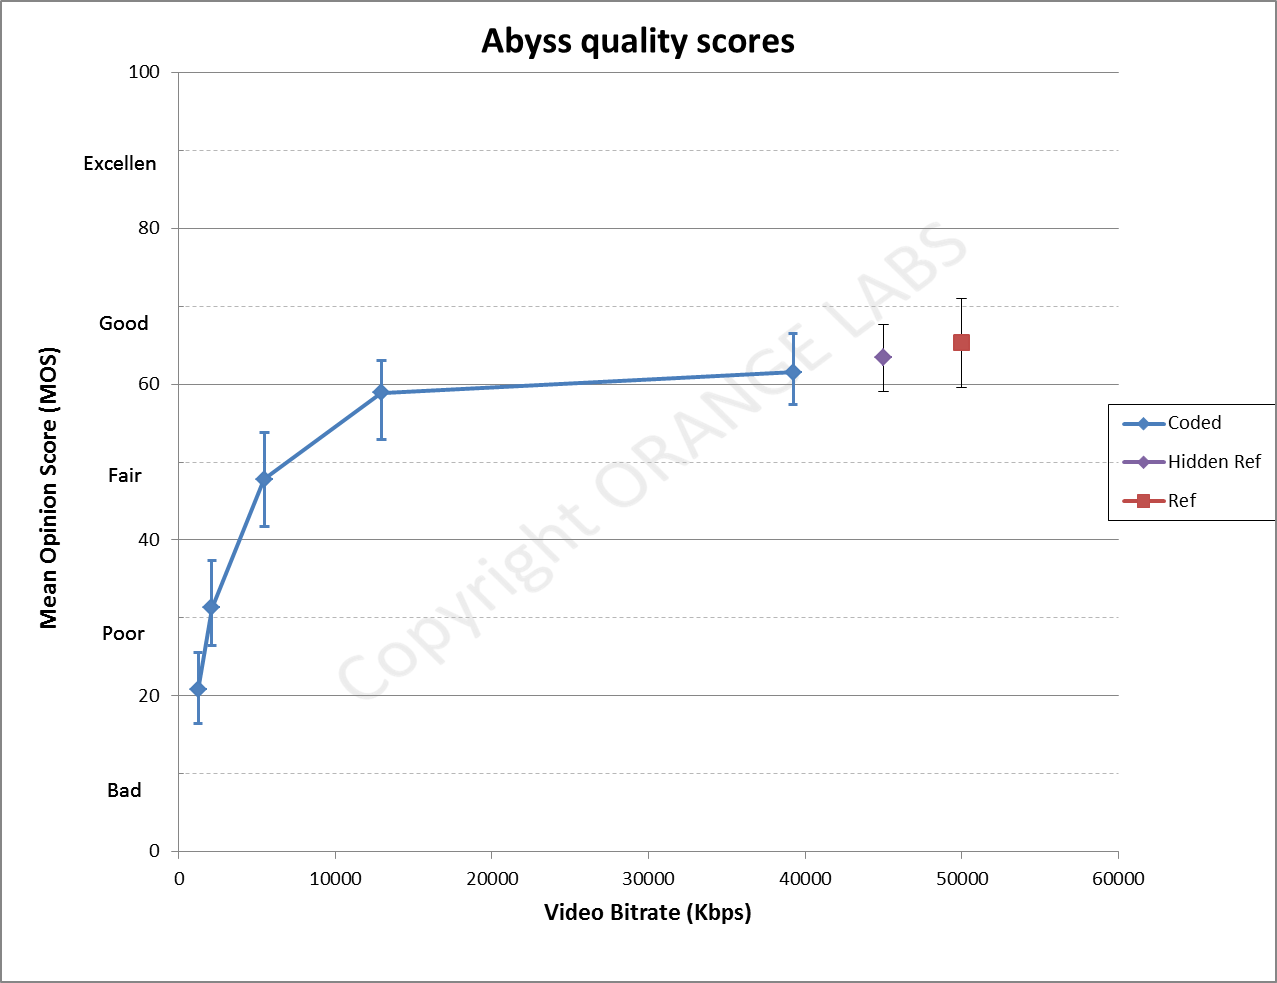 Abyss quality scores
100
Excellen
80
Good
60
Fair
40
Poor
20
Bad
0
Mean Opinion Score (MOS)
0 10000 20000 30000 40000 50000 60000
Video Bitrate (Kbps)
Coded
Hidden Ref
Ref
Copyright ORANGE LABS